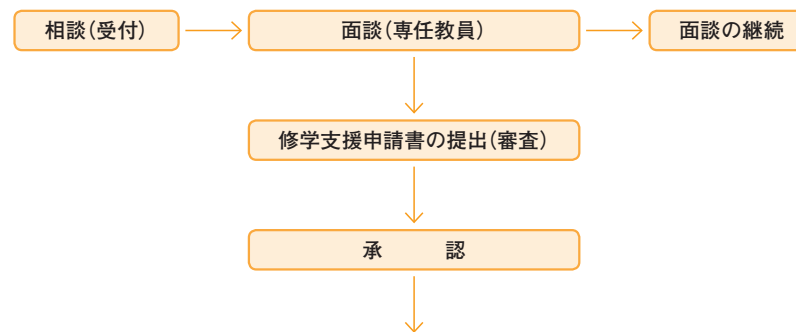 相談（受付）
面談（専任教員）
面談の継続
修学支援申請書の提出（審査）
承　　認